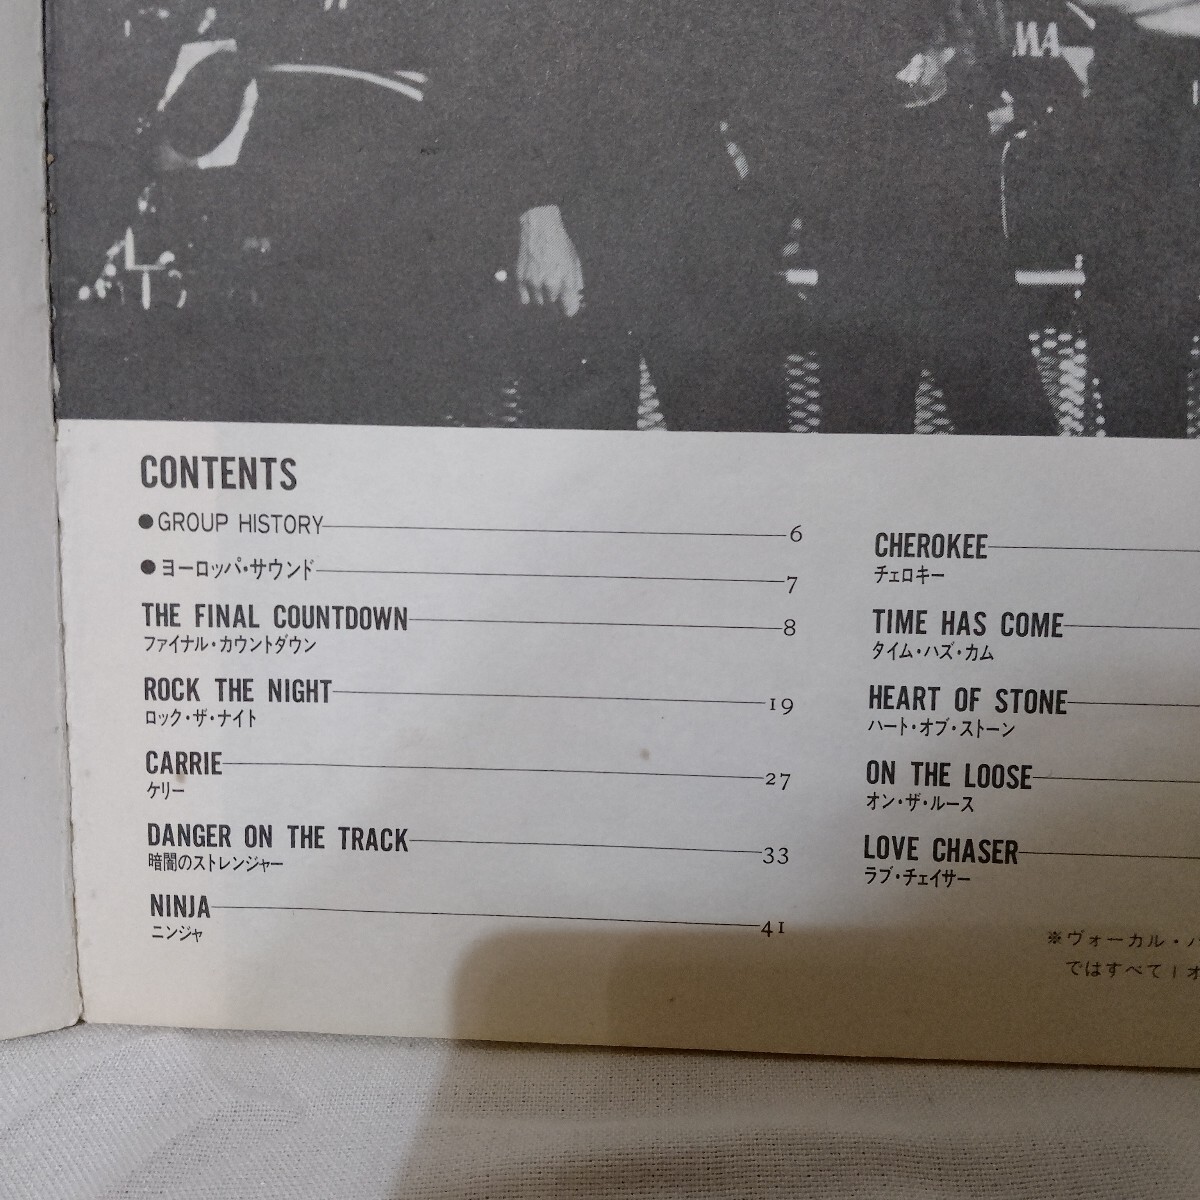 CONTENTS
●GROUP HISTORY 6
●ヨーロッパ・サウンド 7
THE FINAL COUNTDOWN 8
ファイナル・カウントダウン
ROCK THE NIGHT 19
ロック・ザ・ナイト
CARRIE 27
ケリー
DANGER ON THE TRACK 33
暗闇のストレンジャー
NINJA 41
ニンジャ
CHEROKEE
チェロキー
TIME HAS COME
タイム・ハズ・カム
HEART OF STONE
ハート・オブ・ストーン
ON THE LOOSE
オン・ザ・ルース
LOVE CHASER
ラブ・チェイサー
※ヴォーカル・
ではすべて1オ